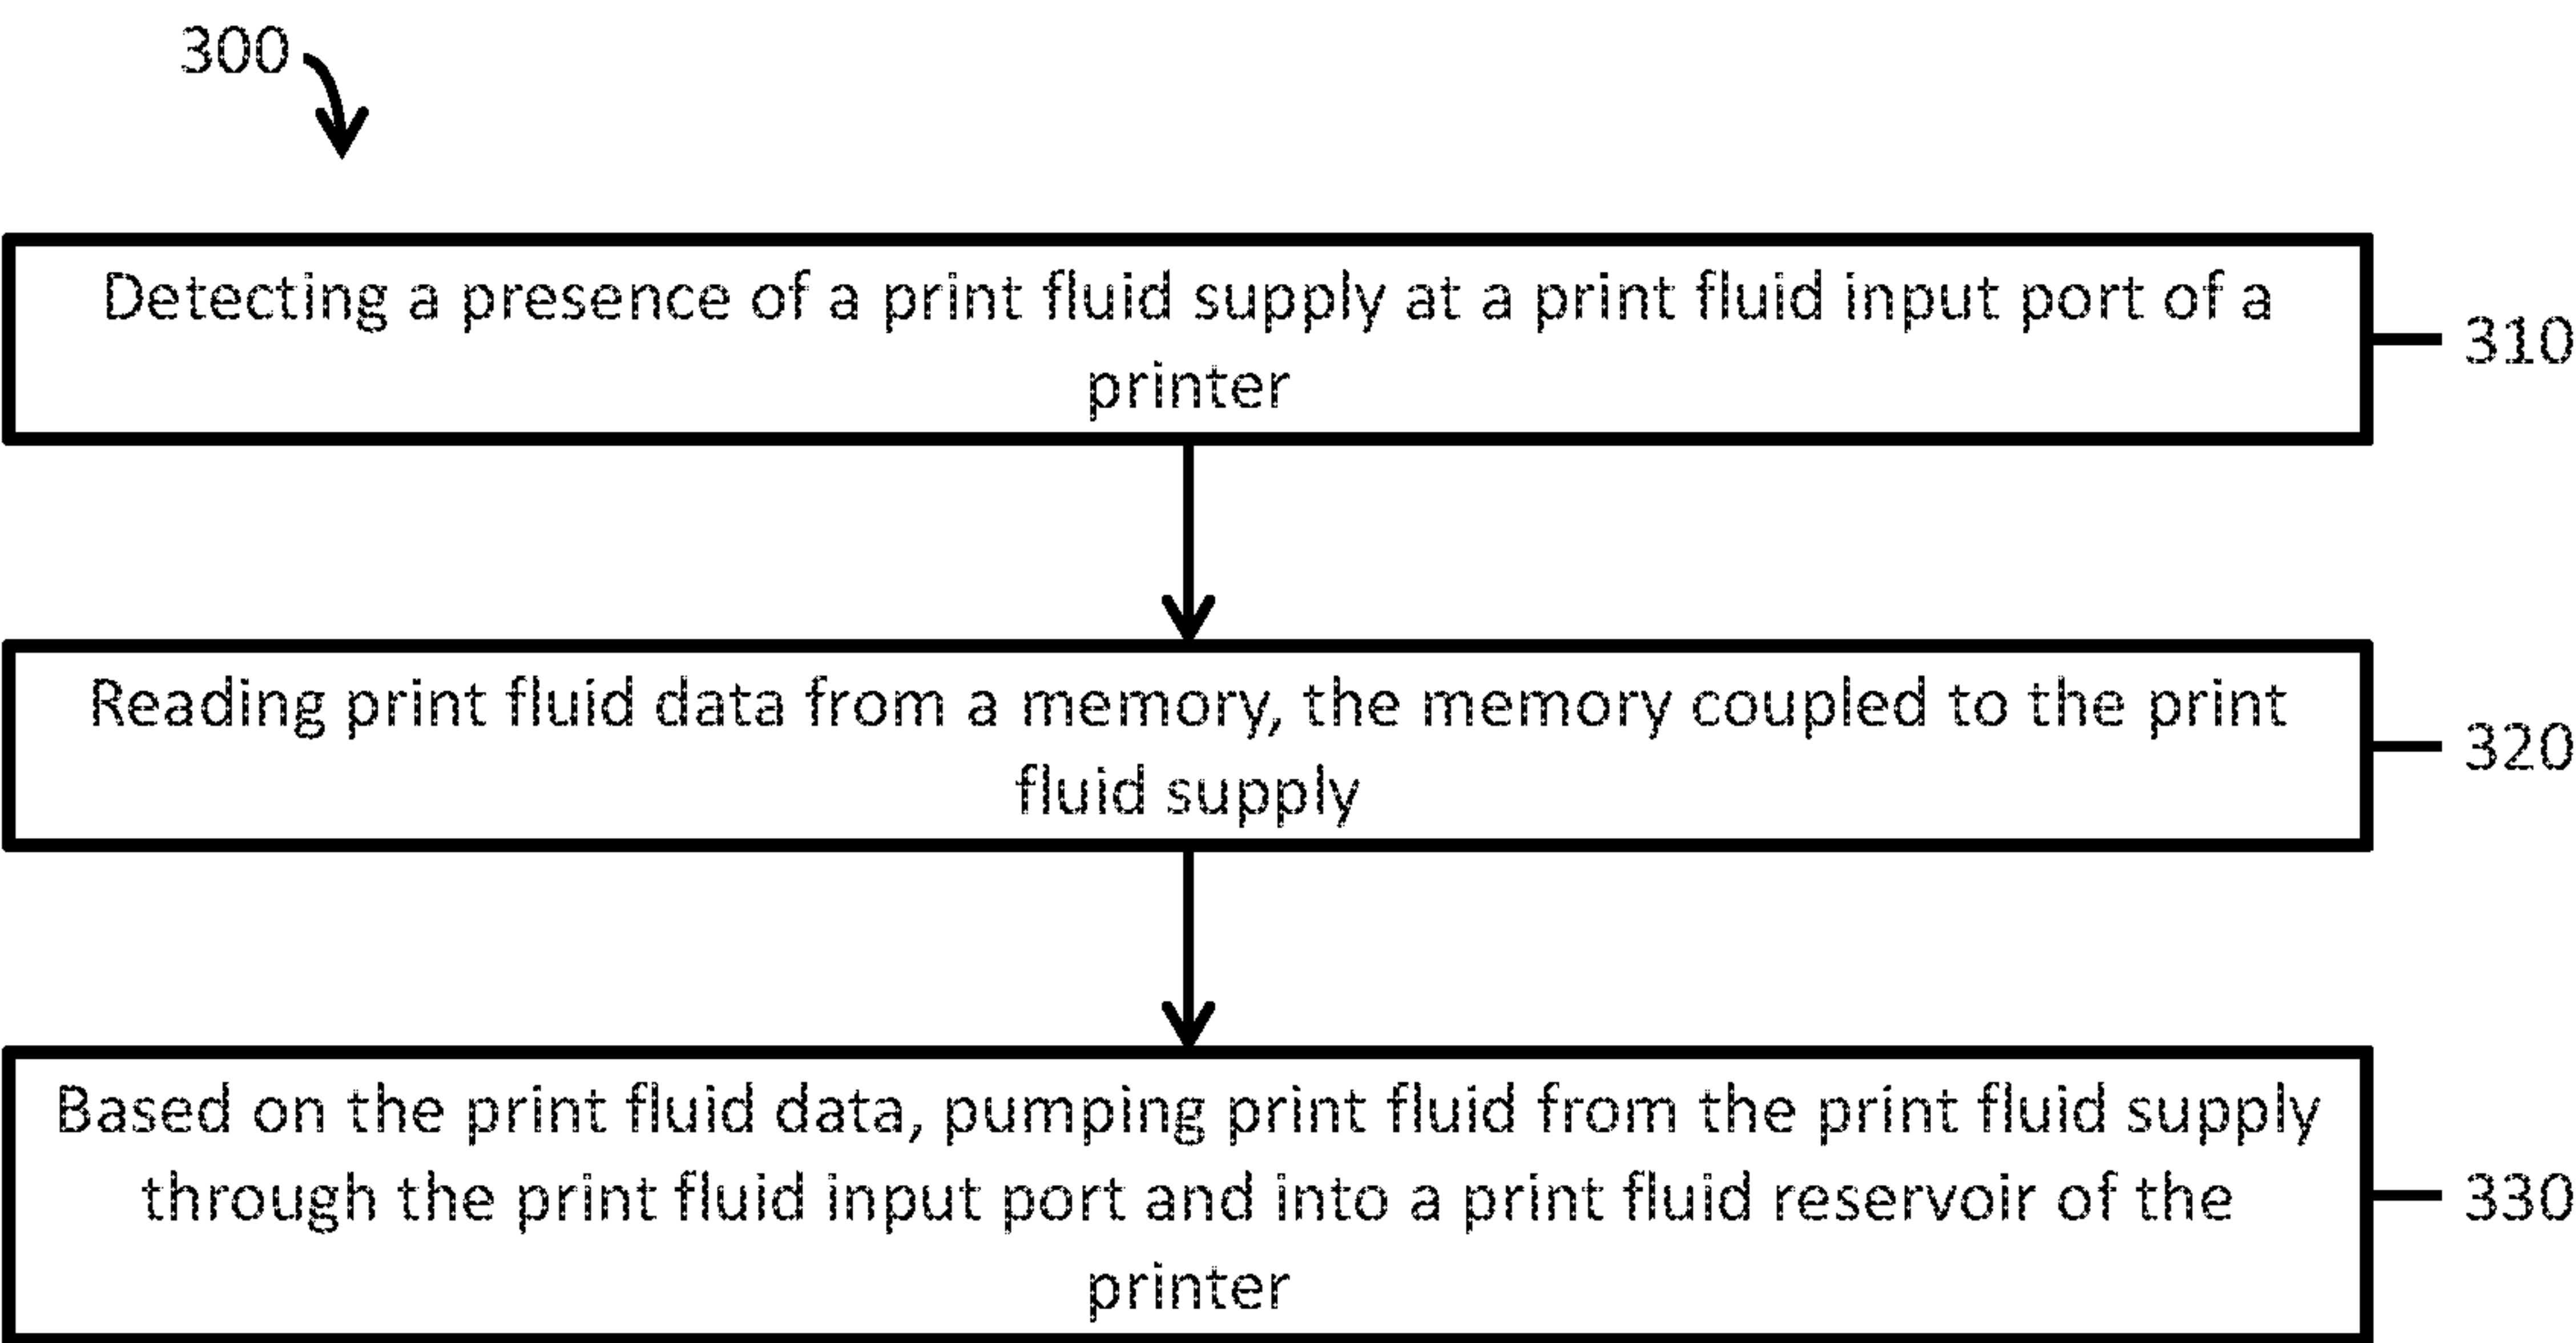 300
Detecting a presence of a print fluid supply at a print fluid input port of a
printer
310
Reading print fluid data from a memory, the memory coupled to the print
fluid supply
320
Based on the print fluid data, pumping print fluid from the print fluid supply
through the print fluid input port and into a print fluid reservoir of the
printer
330